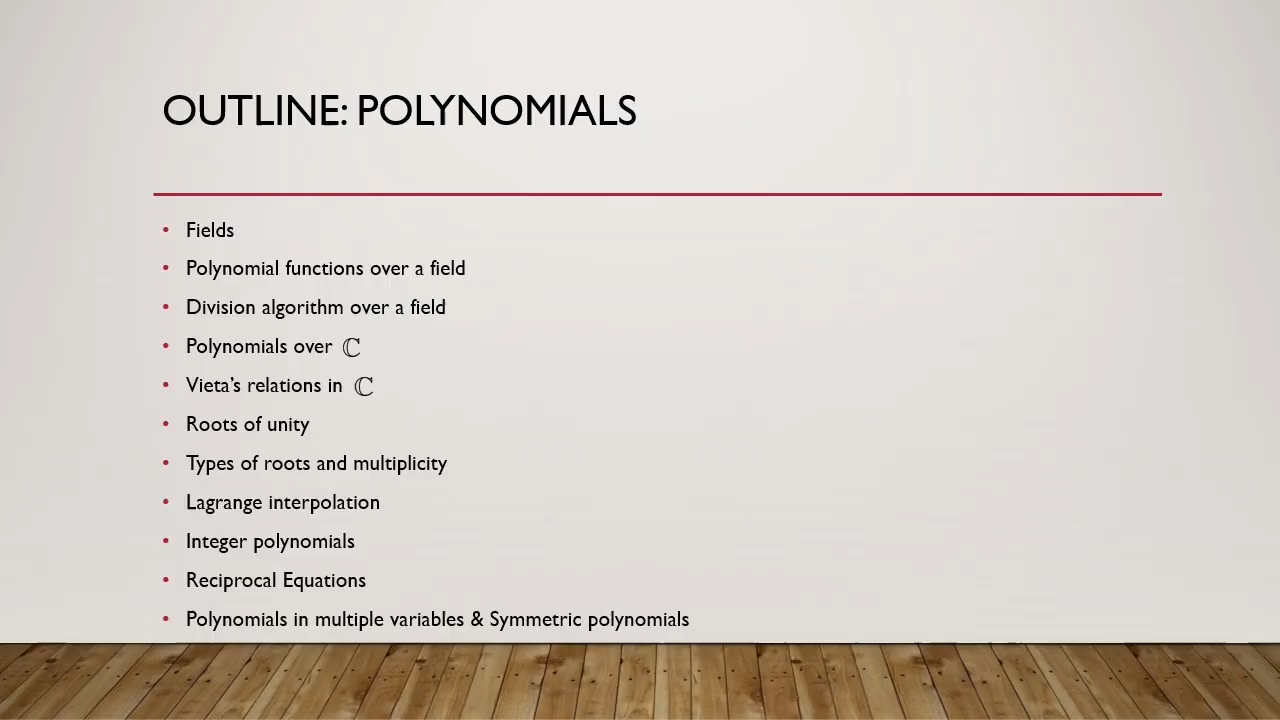 OUTLINE: POLYNOMIALS
• Fields
• Polynomial functions over a field
• Division algorithm over a field
• Polynomials over ℂ
• Vieta's relations in ℂ
• Roots of unity
• Types of roots and multiplicity
• Lagrange interpolation
• Integer polynomials
• Reciprocal Equations
• Polynomials in multiple variables & Symmetric polynomials